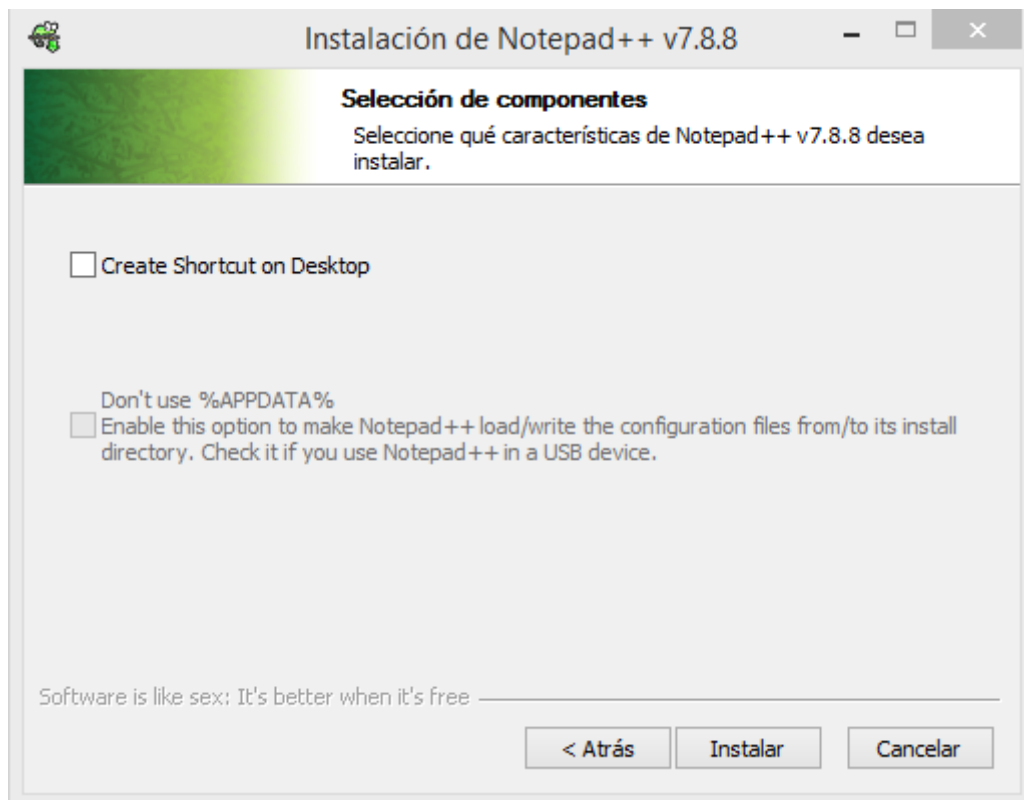 Instalación de Notepad++ v7.8.8
Selección de componentes
Seleccione qué características de Notepad++ v7.8.8 desea
instalar.
Create Shortcut on Desktop
Don't use %APPDATA%
Enable this option to make Notepad++ load/write the configuration files from/to its install
directory. Check it if you use Notepad++ in a USB device.
Software is like sex: It's better when it's free
< Atrás
Instalar
Cancelar